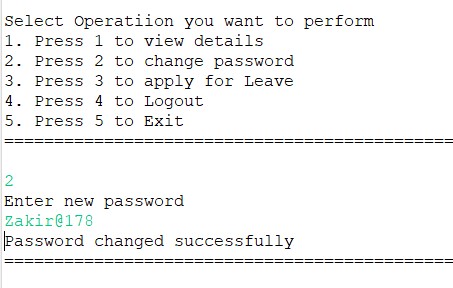 Select Operatiion you want to perform
1. Press 1 to view details
2. Press 2 to change password
3. Press 3 to apply for Leave
4. Press 4 to Logout
5. Press 5 to Exit
=============================================
2
Enter new password
Zakir@178
Password changed successfully
=============================================